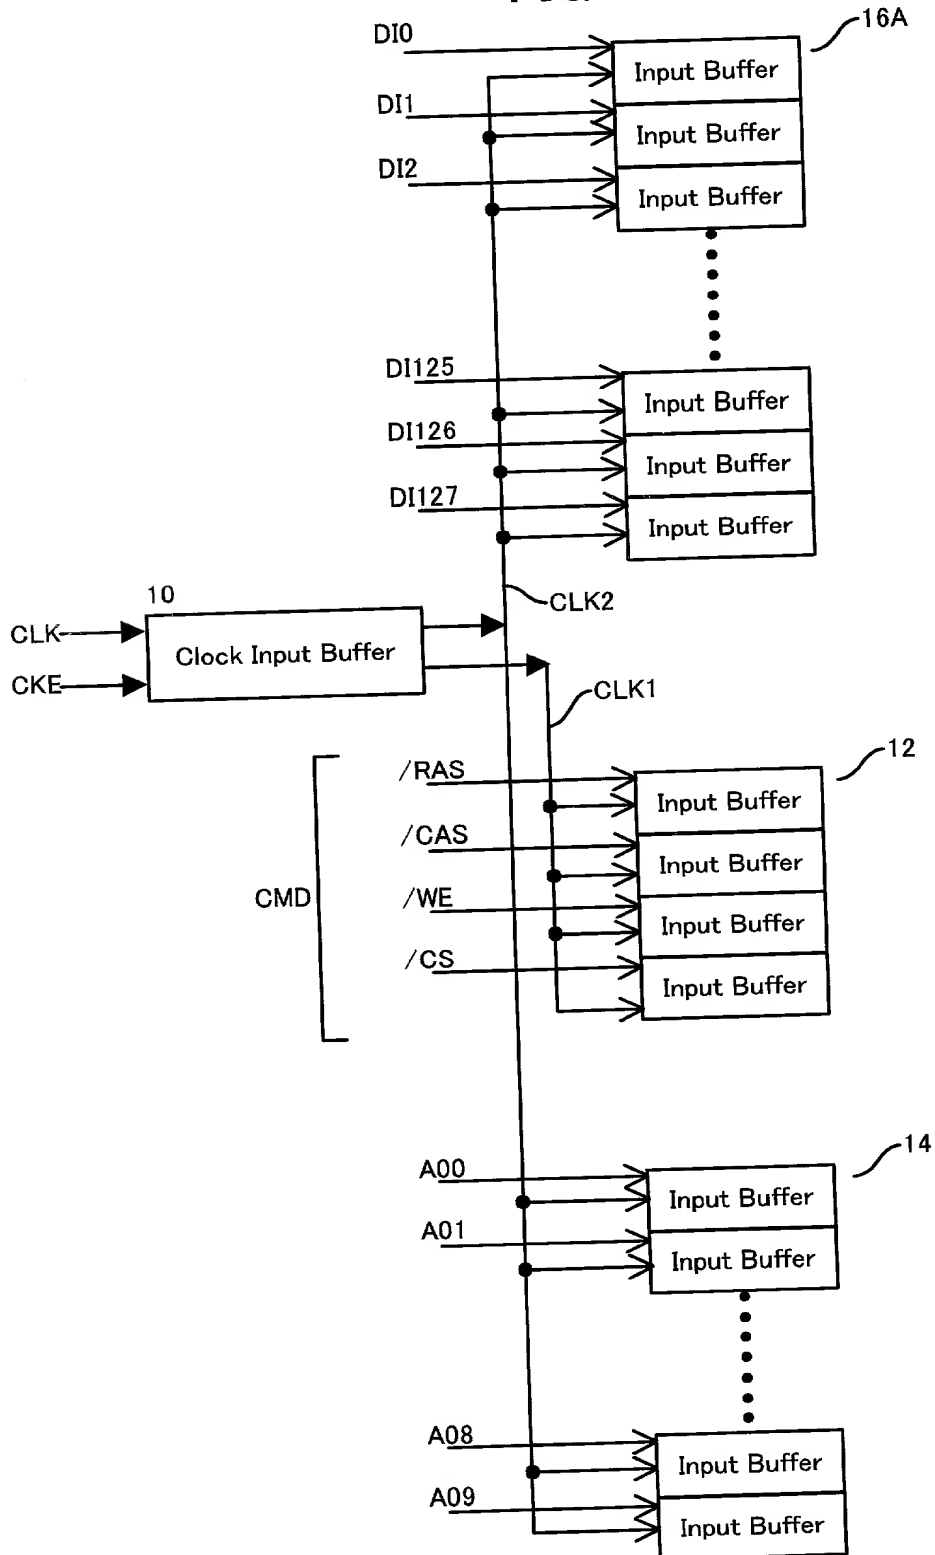 16A
DI0
Input Buffer
DI1
Input Buffer
DI2
Input Buffer
DI125
Input Buffer
DI126
Input Buffer
DI127
Input Buffer
10
CLK2
CLK
Clock Input Buffer
CKE
CLK1
12
/RAS
Input Buffer
/CAS
Input Buffer
CMD
/WE
Input Buffer
/CS
Input Buffer
14
A00
Input Buffer
A01
Input Buffer
A08
Input Buffer
A09
Input Buffer